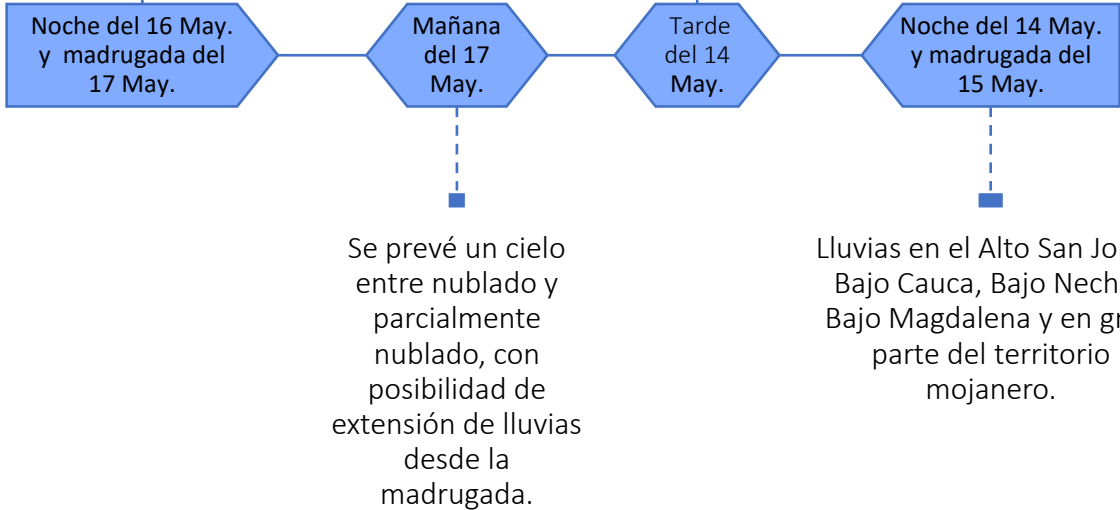 Noche del 16 May.
y madrugada del
17 May.
Mañana
del 17
May.
Tarde
del 14
May.
Noche del 14 May.
y madrugada del
15 May.
Se prevé un cielo
entre nublado y
parcialmente
nublado, con
posibilidad de
extensión de lluvias
desde la
madrugada.
Lluvias en el Alto San
Bajo Cauca, Bajo
Bajo Magdalena y en
parte del territorio
mojanero.